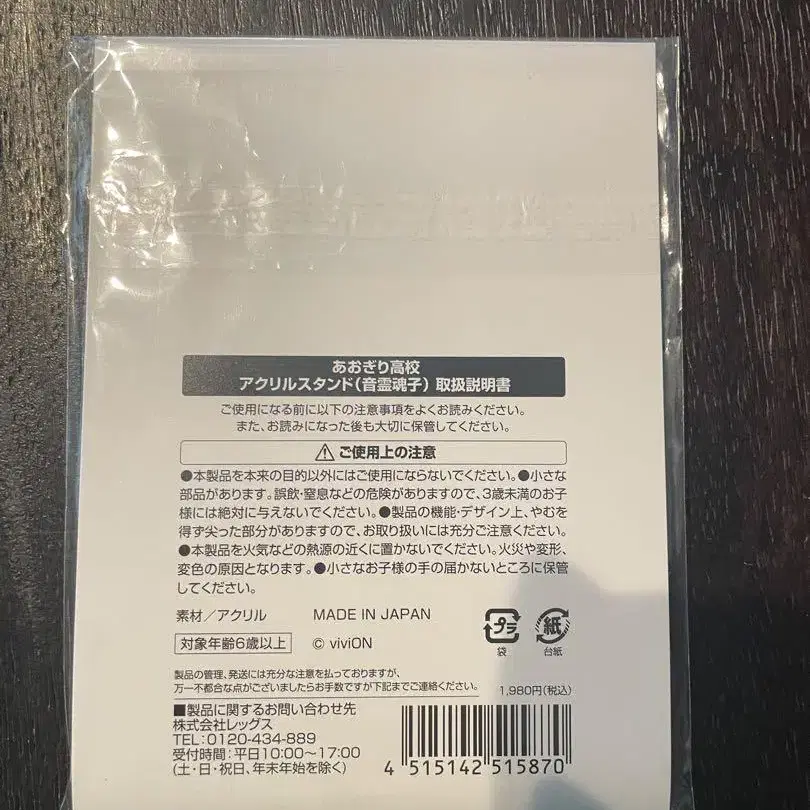 あおぎり高校
アクリルスタンド(音霊魂子) 取扱説明書
ご使用になる前に以下の注意事項をよくお読みください。
また、お読みになった後も大切に保管してください。
⚠ ご使用上の注意
●本製品を本来の目的以外にはご使用にならないでください。●小さな
部品があります。誤飲・窒息などの危険がありますので、3歳未満のお子
様には絶対に与えないでください。●製品の機能・デザイン上、やむを
得ず尖った部分がありますので、お取り扱いには充分ご注意ください。
●本製品を火気などの熱源の近くに置かないでください。火災や変形、
変色の原因となります。●小さなお子様の手の届かないところに保管
してください。
素材/アクリル MADE IN JAPAN
対象年齢6歳以上 © viviON
プラ 紙
袋 台紙
製品の管理、発送には充分な注意を払っておりますが、
万一不都合な点がございましたらお手数ですが下記までご連絡ください。
1,980円(税込)
■製品に関するお問い合わせ先
株式会社レッグス
TEL:0120-434-889
受付時間:平日10:00～17:00
(土・日・祝日、年末年始を除く)
4 515142 515870